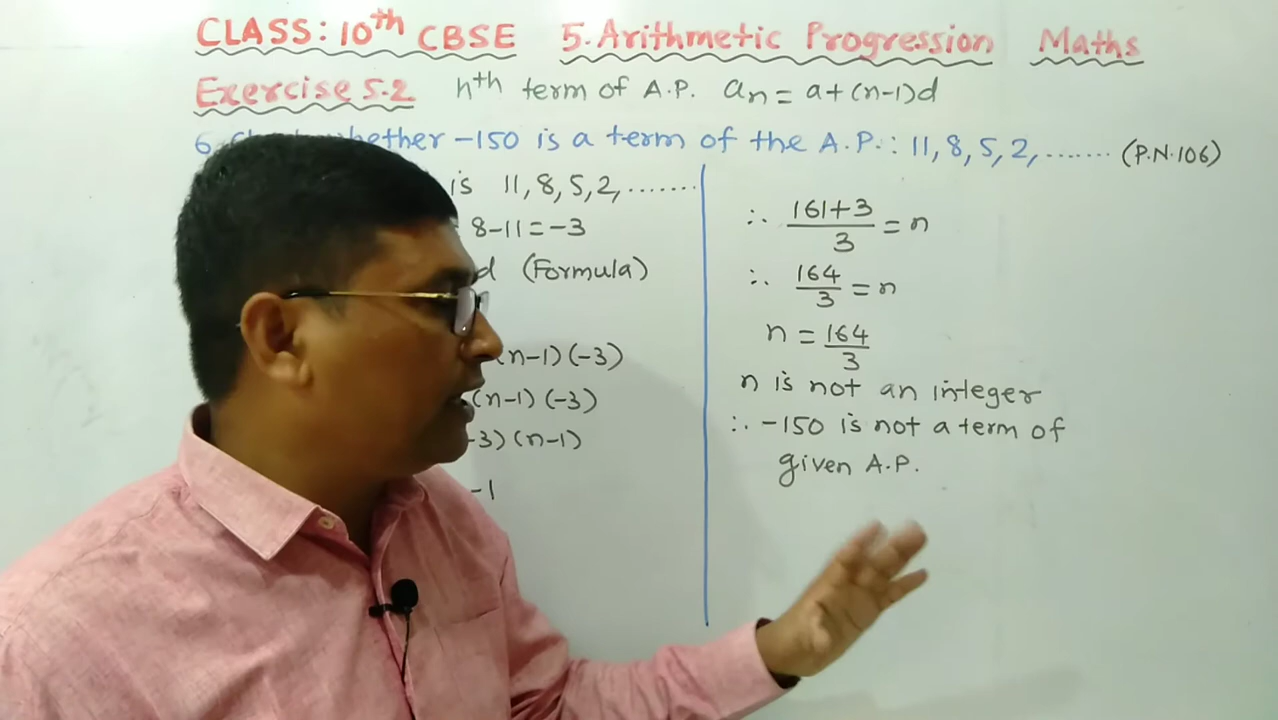 CLASS: 10th CBSE 5. Arithmetic Progression Maths
Exercise 5.2 nth term of A.P. an = a+(n-1)d
6. whether -150 is a term of the A.P.: 11, 8, 5, 2, ....... (P.N.106)
is 11, 8, 5, 2, .......
= 8-11 = -3
d (Formula)
(n-1)(-3)
(n-1)(-3)
-3)(n-1)
-1
∴ 161+3/3 = n
∴ 164/3 = n
n = 164/3
n is not an integer
∴ -150 is not a term of
given A.P.